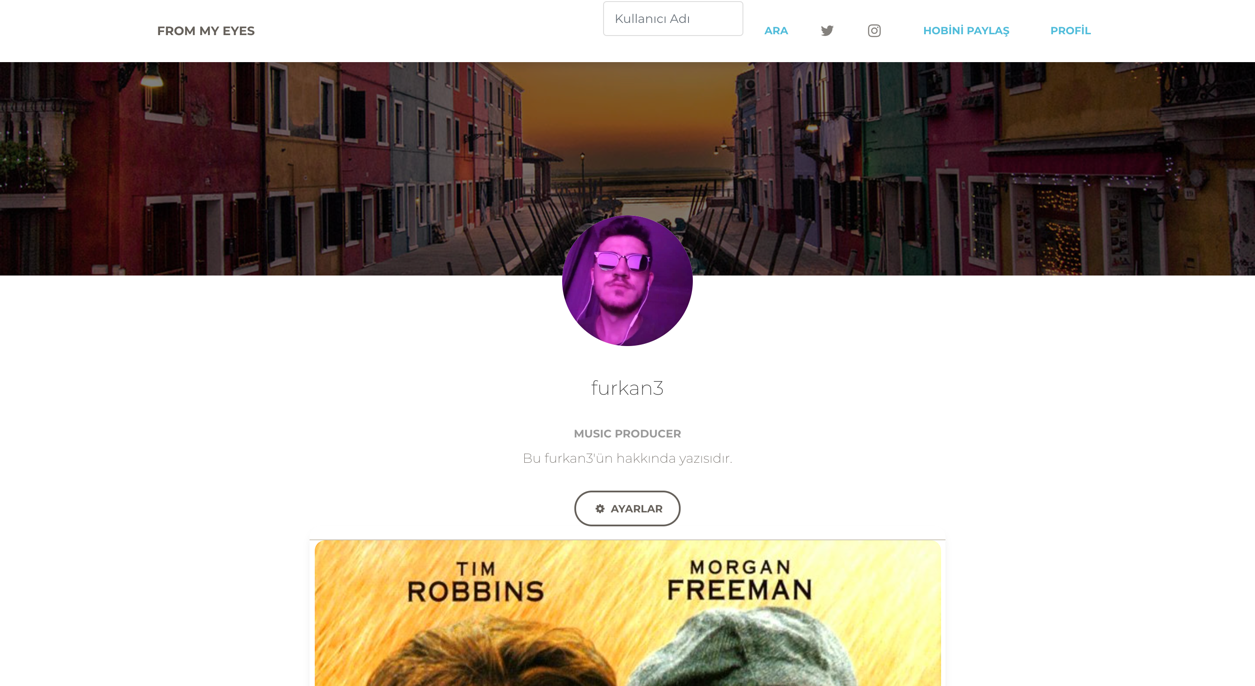 FROM MY EYES
Kullanıcı Adı
ARA
HOBİNİ PAYLAŞ
PROFİL
furkan3
MUSIC PRODUCER
Bu furkan3'ün hakkında yazısıdır.
AYARLAR
TIM ROBBINS
MORGAN FREEMAN